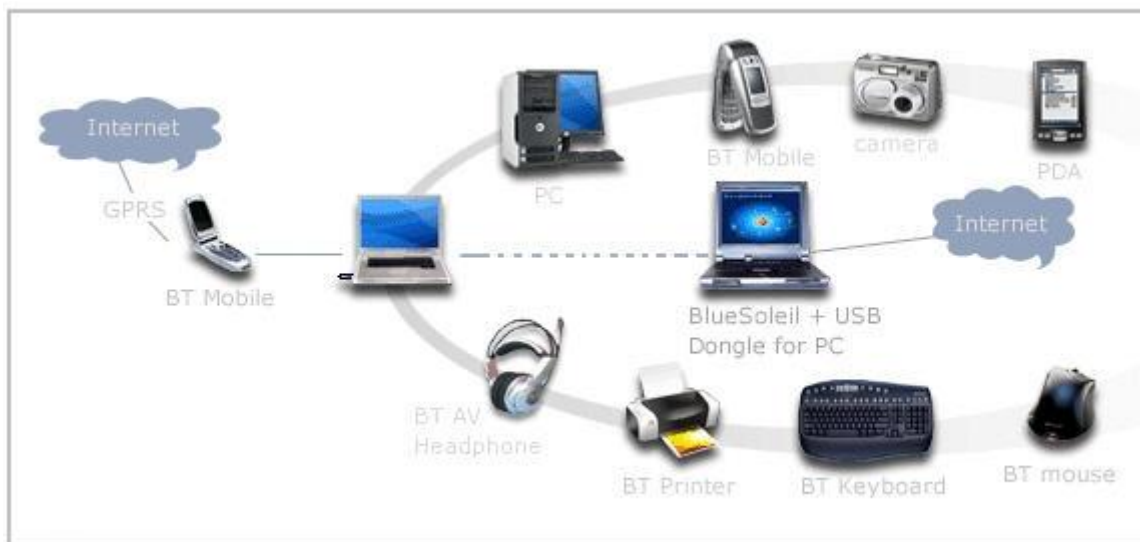 Internet
GPRS
BT Mobile
PC
BT Mobile
camera
PDA
Internet
BlueSoleil + USB
Dongle for PC
BT AV
Headphone
BT Printer
BT Keyboard
BT mouse